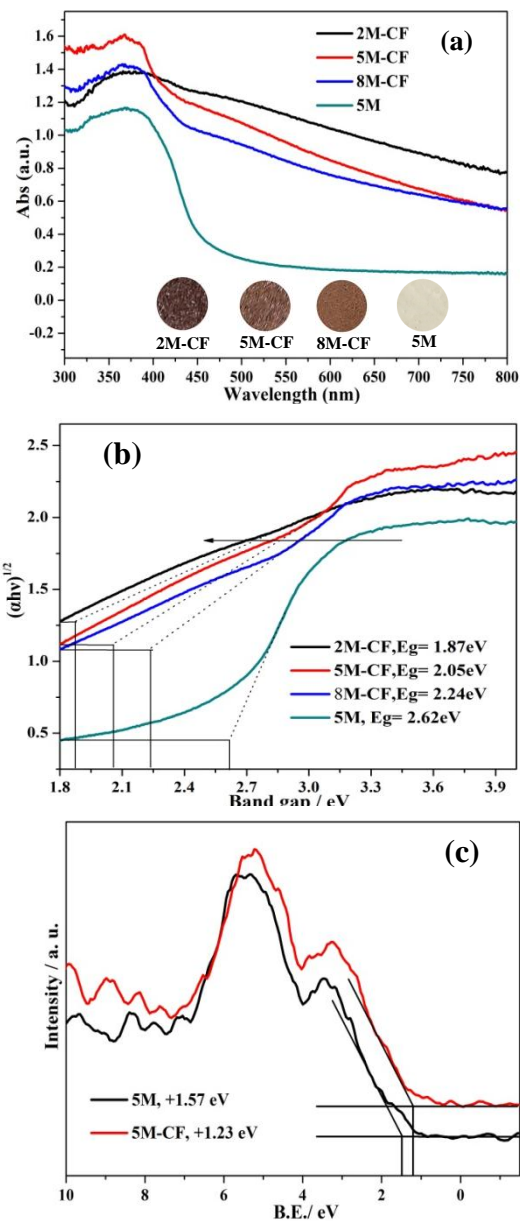 (a)
2M-CF
5M-CF
8M-CF
5M
Abs (a.u.)
1.6
1.4
1.2
1.0
0.8
0.6
0.4
0.2
0.0
-0.2
2M-CF 5M-CF 8M-CF 5M
300 350 400 450 500 550 600 650 700 750 800
Wavelength (nm)
(b)
(αhv)1/2
2.5
2.0
1.5
1.0
0.5
2M-CF,Eg= 1.87eV
5M-CF,Eg= 2.05eV
8M-CF,Eg= 2.24eV
5M, Eg= 2.62eV
1.8 2.1 2.4 2.7 3.0 3.3 3.6 3.9
Band gap / eV
(c)
Intensity / a. u.
5M, +1.57 eV
5M-CF, +1.23 eV
10 8 6 4 2 0
B.E./ eV